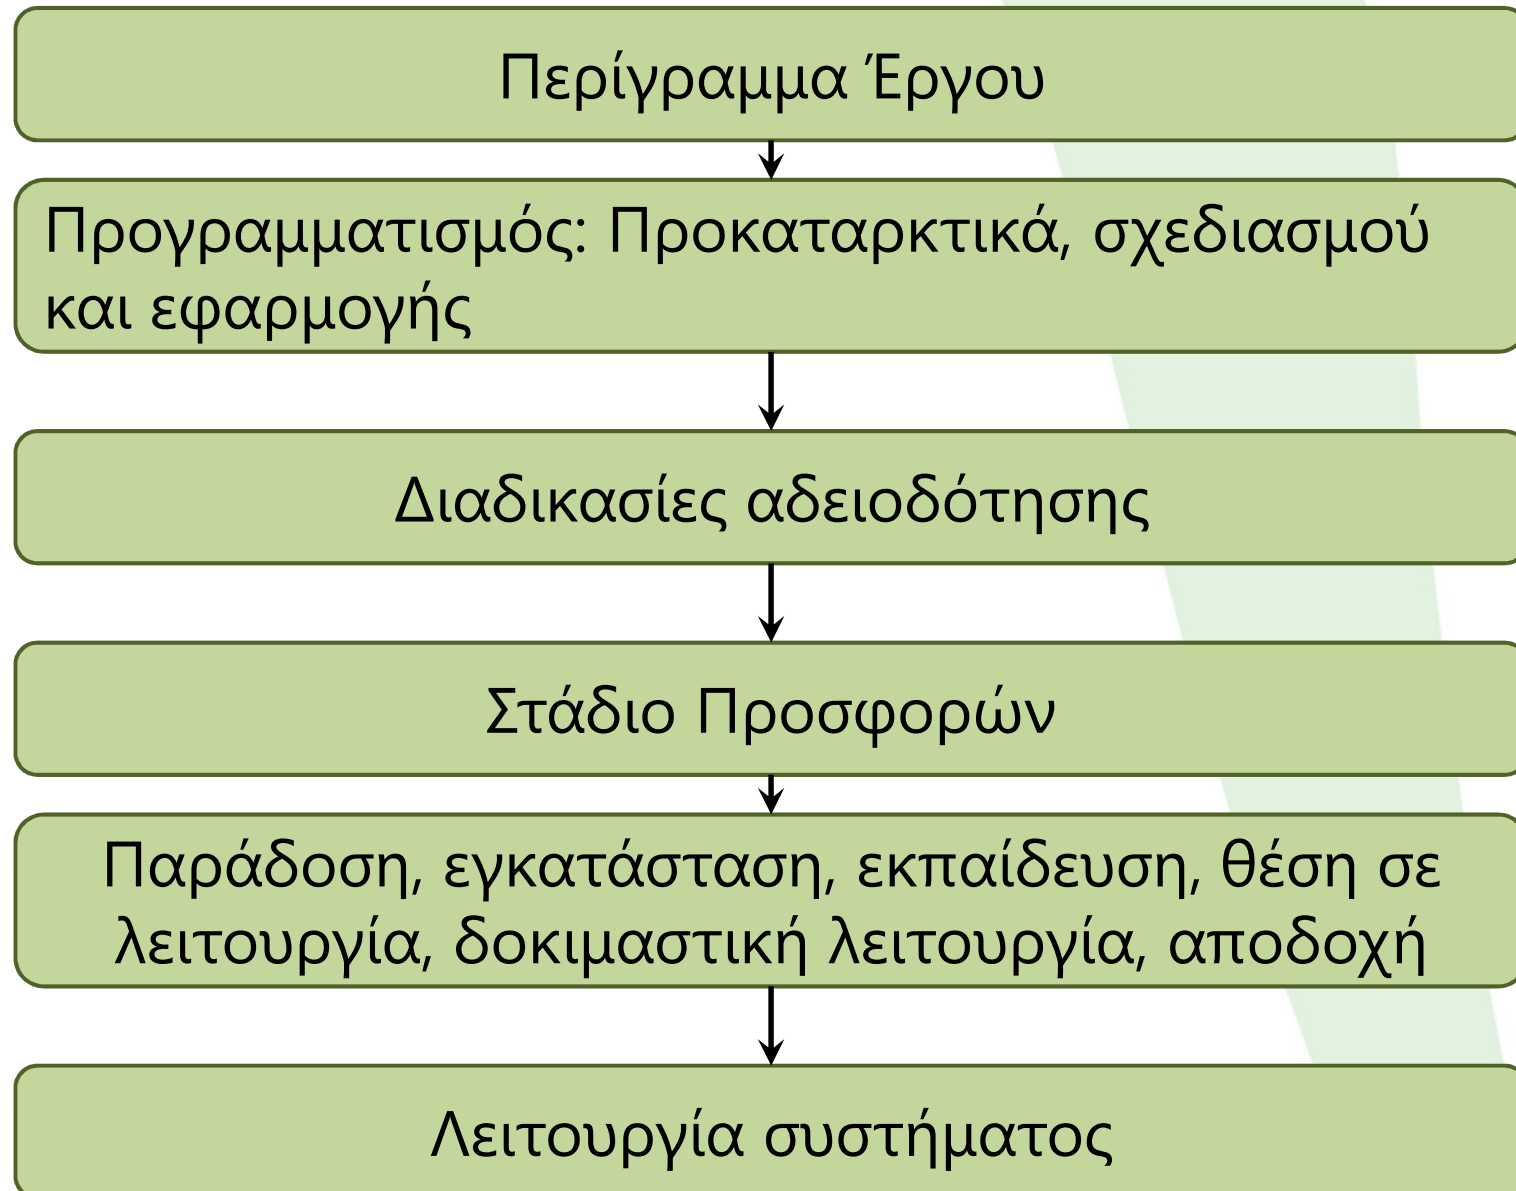 Περίγραμμα Έργου
Προγραμματισμός: Προκαταρκτικά, σχεδιασμού
και εφαρμογής
Διαδικασίες αδειοδότησης
Στάδιο Προσφορών
Παράδοση, εγκατάσταση, εκπαίδευση, θέση σε
λειτουργία, δοκιμαστική λειτουργία, αποδοχή
Λειτουργία συστήματος